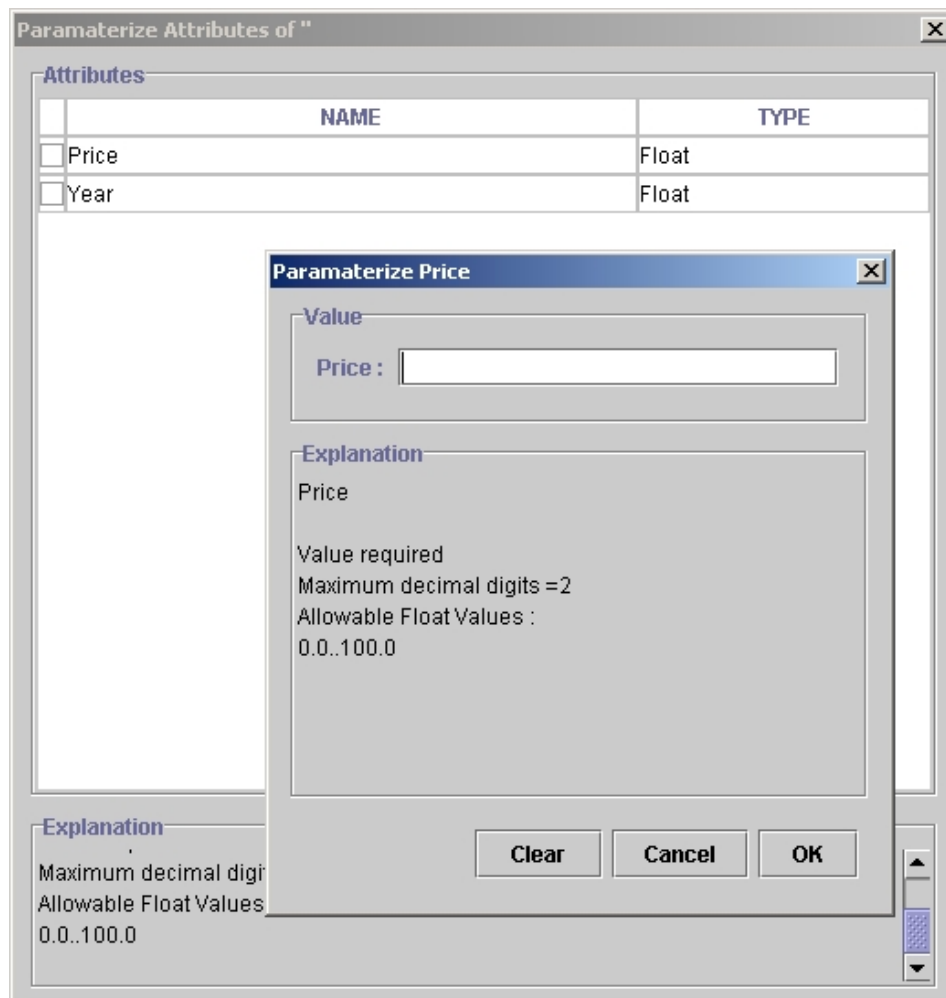 Paramaterize Attributes of "
Attributes
NAME TYPE
Price Float
Year Float
Paramaterize Price
Value
Price :
Explanation
Price
Value required
Maximum decimal digits =2
Allowable Float Values :
0.0..100.0
Clear Cancel OK
Explanation
Maximum decimal digi
Allowable Float Values
0.0..100.0